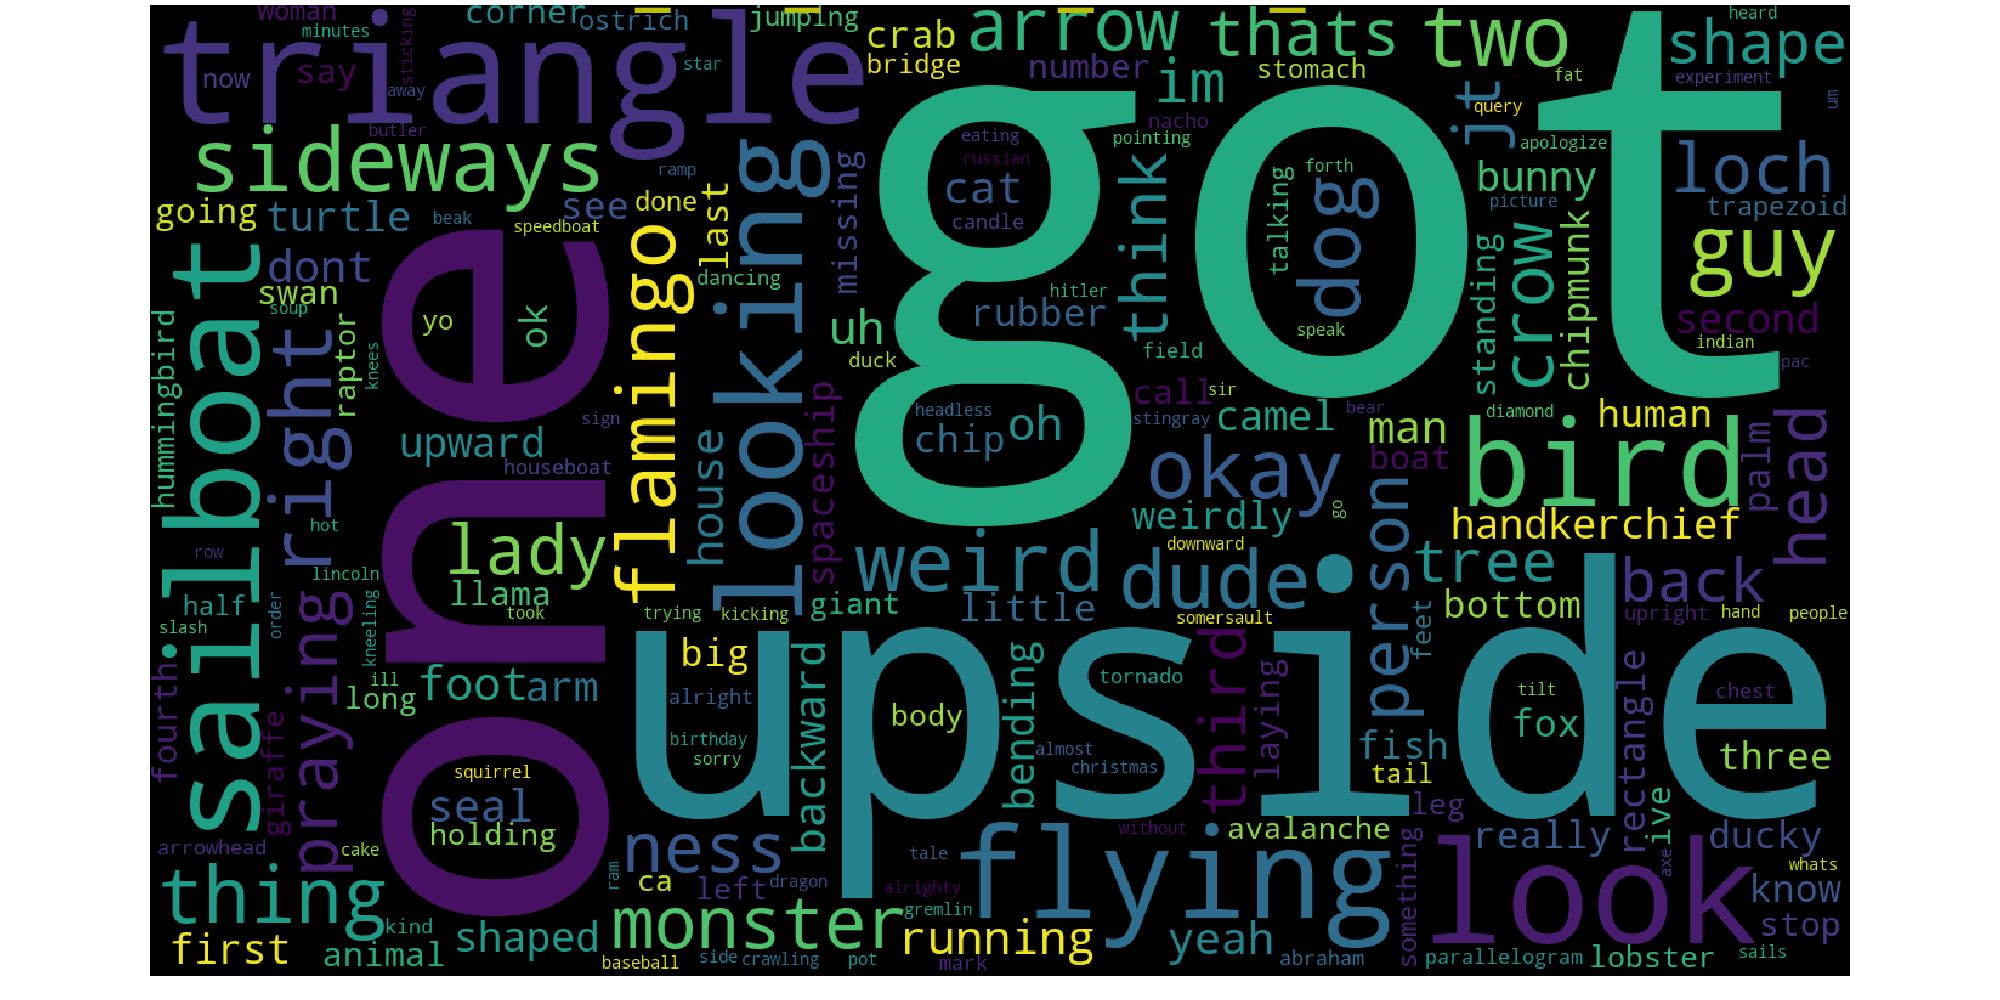 woman
corner
ostrich
jumping
minutes
triangle
sticking
now
say
star
away
crab
arrow
thats
two
heard
shape
bridge
number
im
stomach
fat
experiment
query
um
jt
butler
sideways
looking
missing
got
eating
nacho
pointing
russian
cat
candle
think
forth
dog
talking
apologize
bunny
loch
picture
trapezoid
ramp
last
going
turtle
beak
see
done
speedboat
flamingo
dancing
dont
swan
soup
yo
ok
one
raptor
knees
hummingbird
sailboat
right
uh
duck
rubber
hitler
field
speak
standing
crow
chipmunk
guy
second
indian
pac
spaceship
call
sir
headless
chip
oh
stingray
camel
bear
man
boat
diamond
human
bird
palm
head
sign
upward
houseboat
house
hot
okay
weirdly
go
handkerchief
row
lady
lincoln
llama
took
half
order
slash
kneeling
praying
weird
downward
dude
person
tree
back
giant
little
trying
kicking
somersault
feet
bottom
upright
hand
people
fourth
giraffe
ill
long
foot
arm
big
alright
birthday
sorry
backward
upside
body
bending
tornado
almost
christmas
third
laying
fish
tail
tilt
fox
rectangle
chest
three
squirrel
seal
holding
cake
arrowhead
ness
without
avalanche
leg
really
ive
ducky
axe
whats
thing
ca
left
ram
dragon
tale
alrighty
gremlin
flying
look
something
know
stop
kind
first
animal
shaped
monster
running
yeah
baseball
side
crawling
pot
mark
abraham
parallelogram
lobster
sails